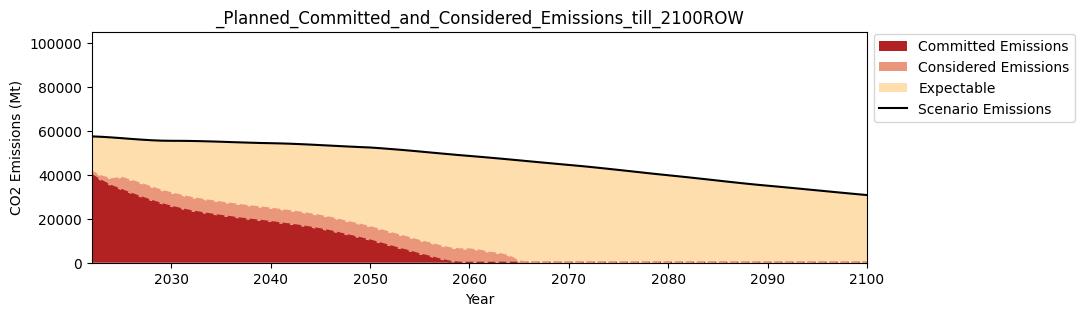 _Planned_Committed_and_Considered_Emissions_till_2100ROW
CO2 Emissions (Mt)
100000
80000
60000
40000
20000
0
2030 2040 2050 2060 2070 2080 2090 2100
Year
Committed Emissions
Considered Emissions
Expectable
Scenario Emissions